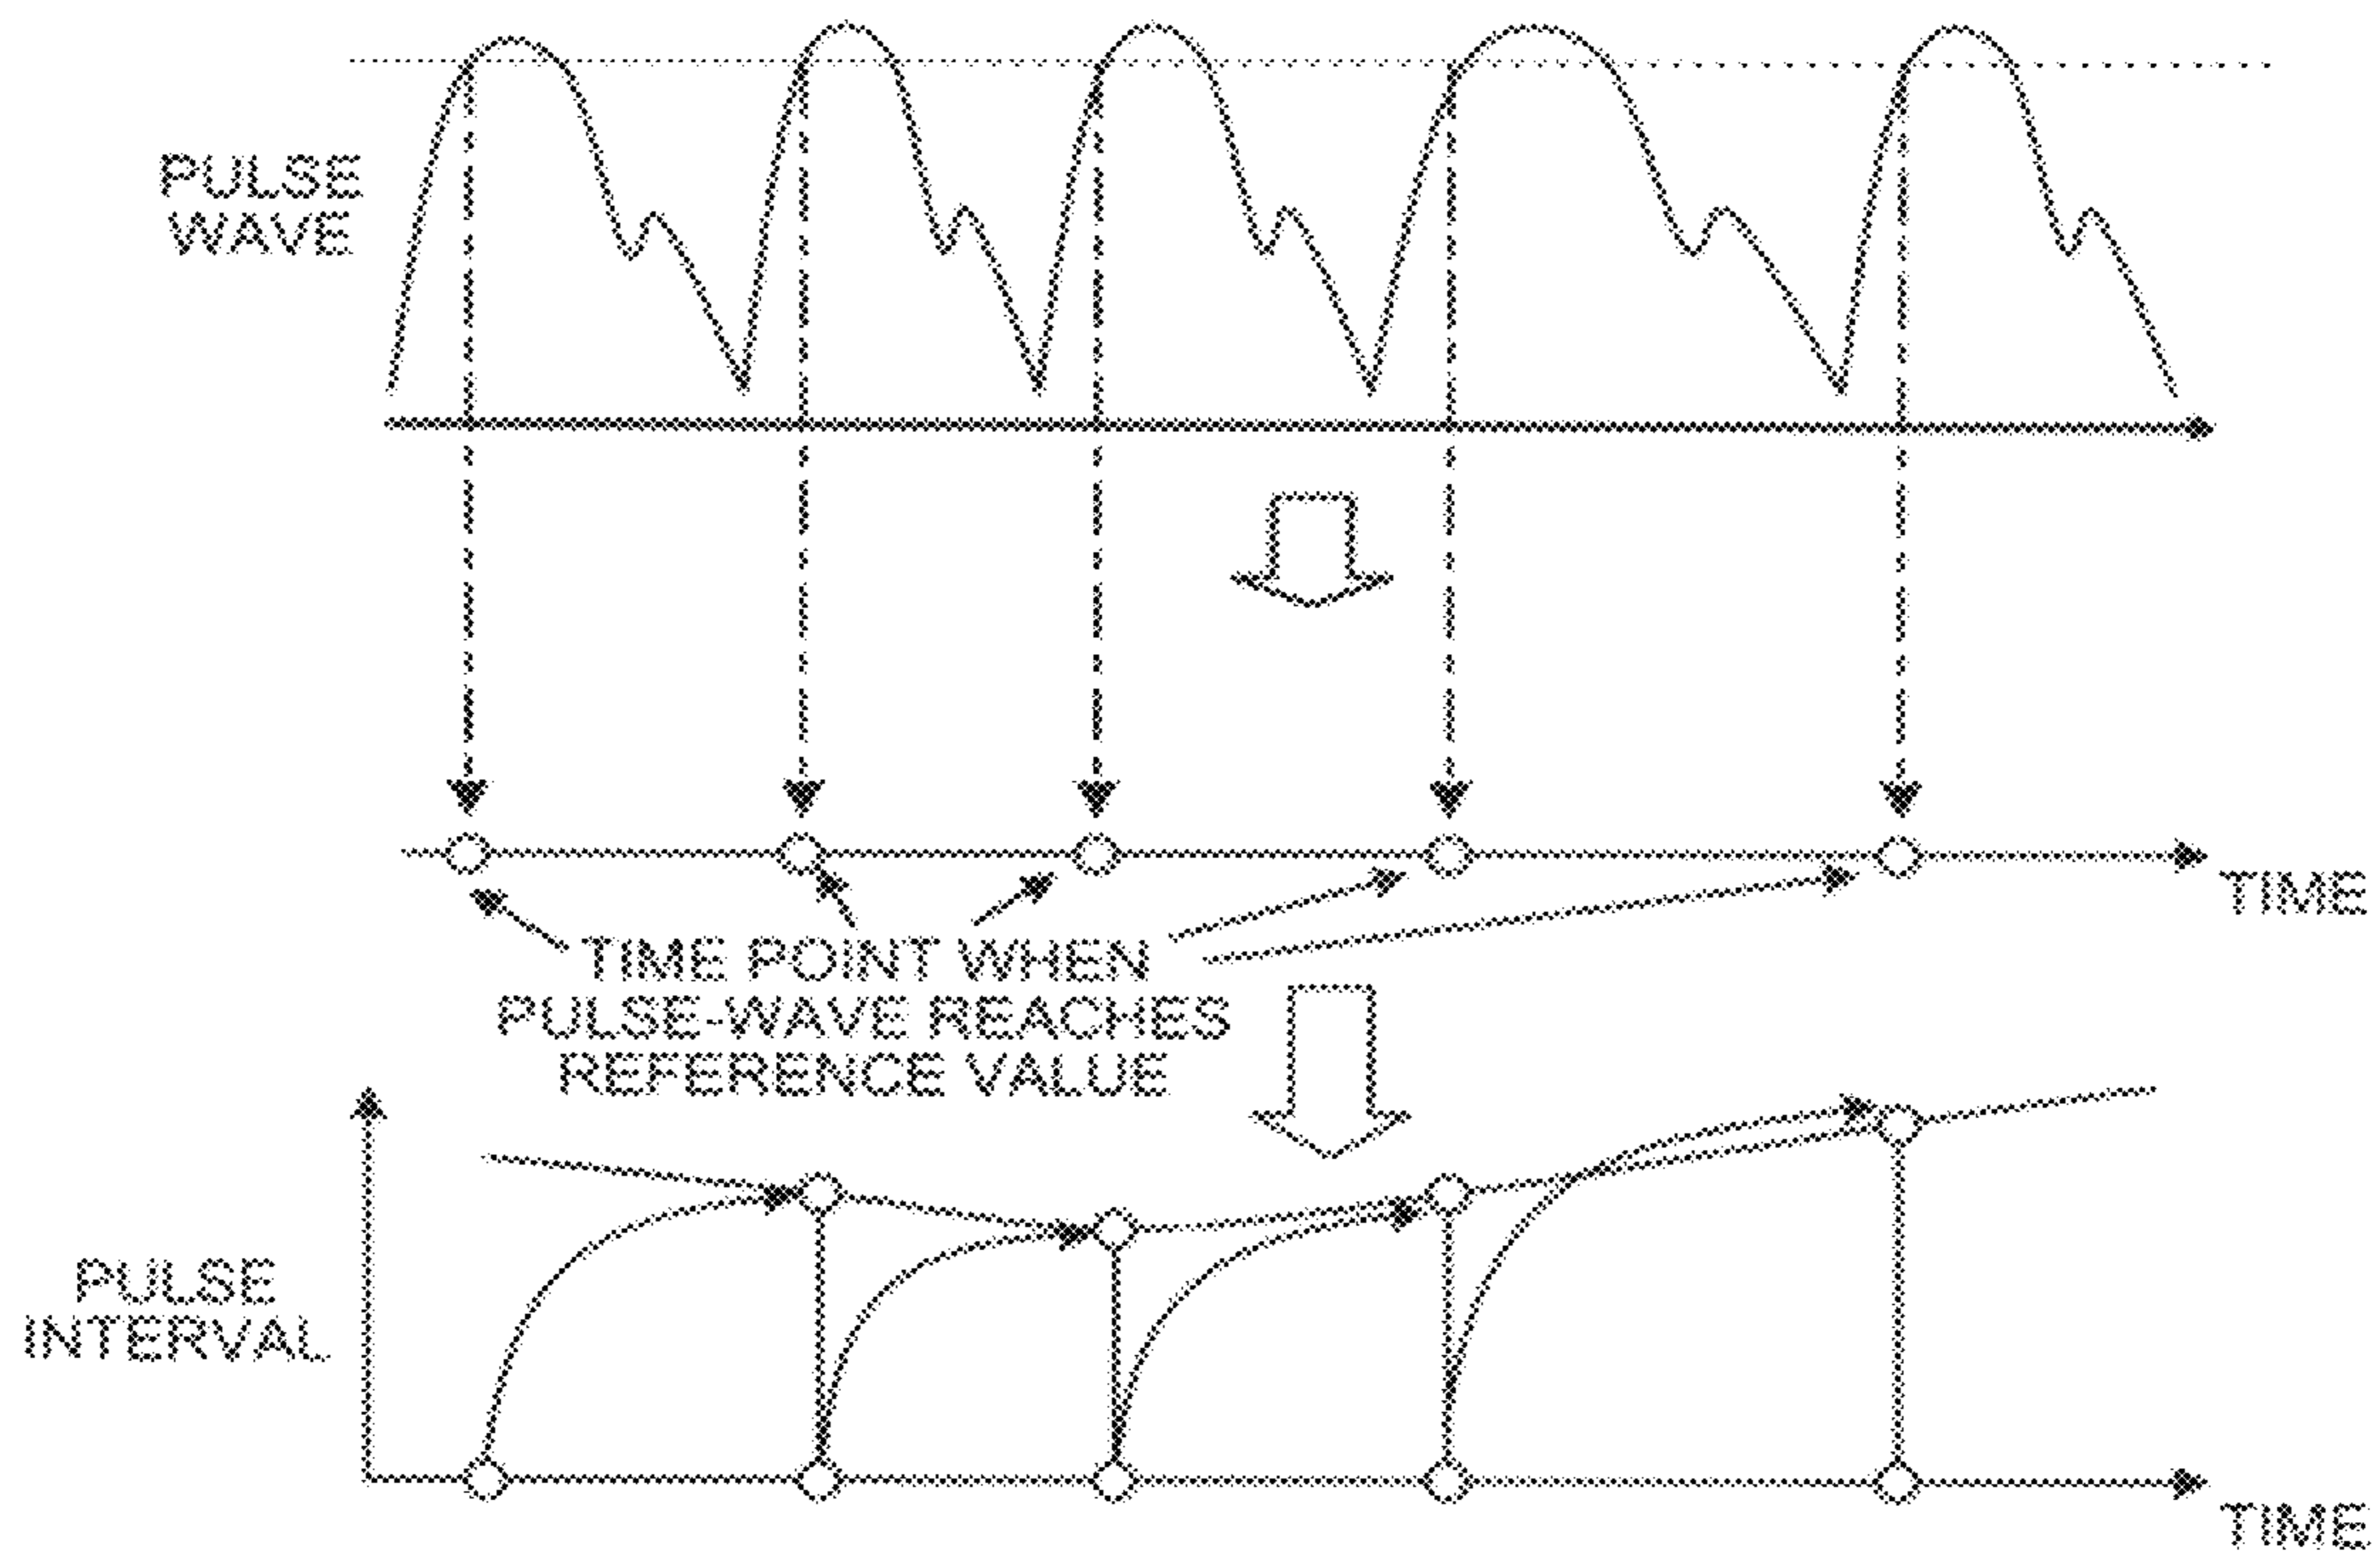 PULSE
WAVE
TIME
TIME POINT WHEN
PULSE-WAVE REACHES
REFERENCE VALUE
PULSE
INTERVAL
TIME